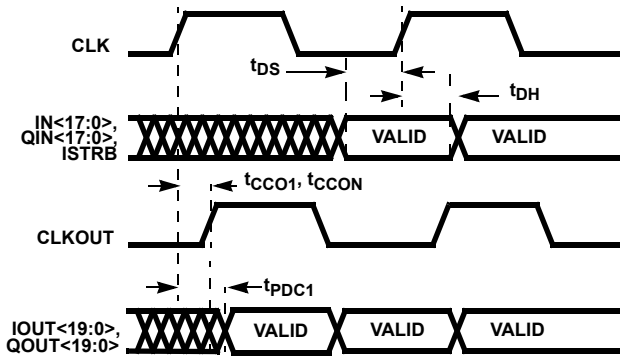 CLK
tDS
tDH
IN<17:0>,
QIN<17:0>,
ISTRB
VALID
VALID
tCCO1, tCCON
CLKOUT
tPDC1
IOUT<19:0>,
QOUT<19:0>
VALID
VALID
VALID